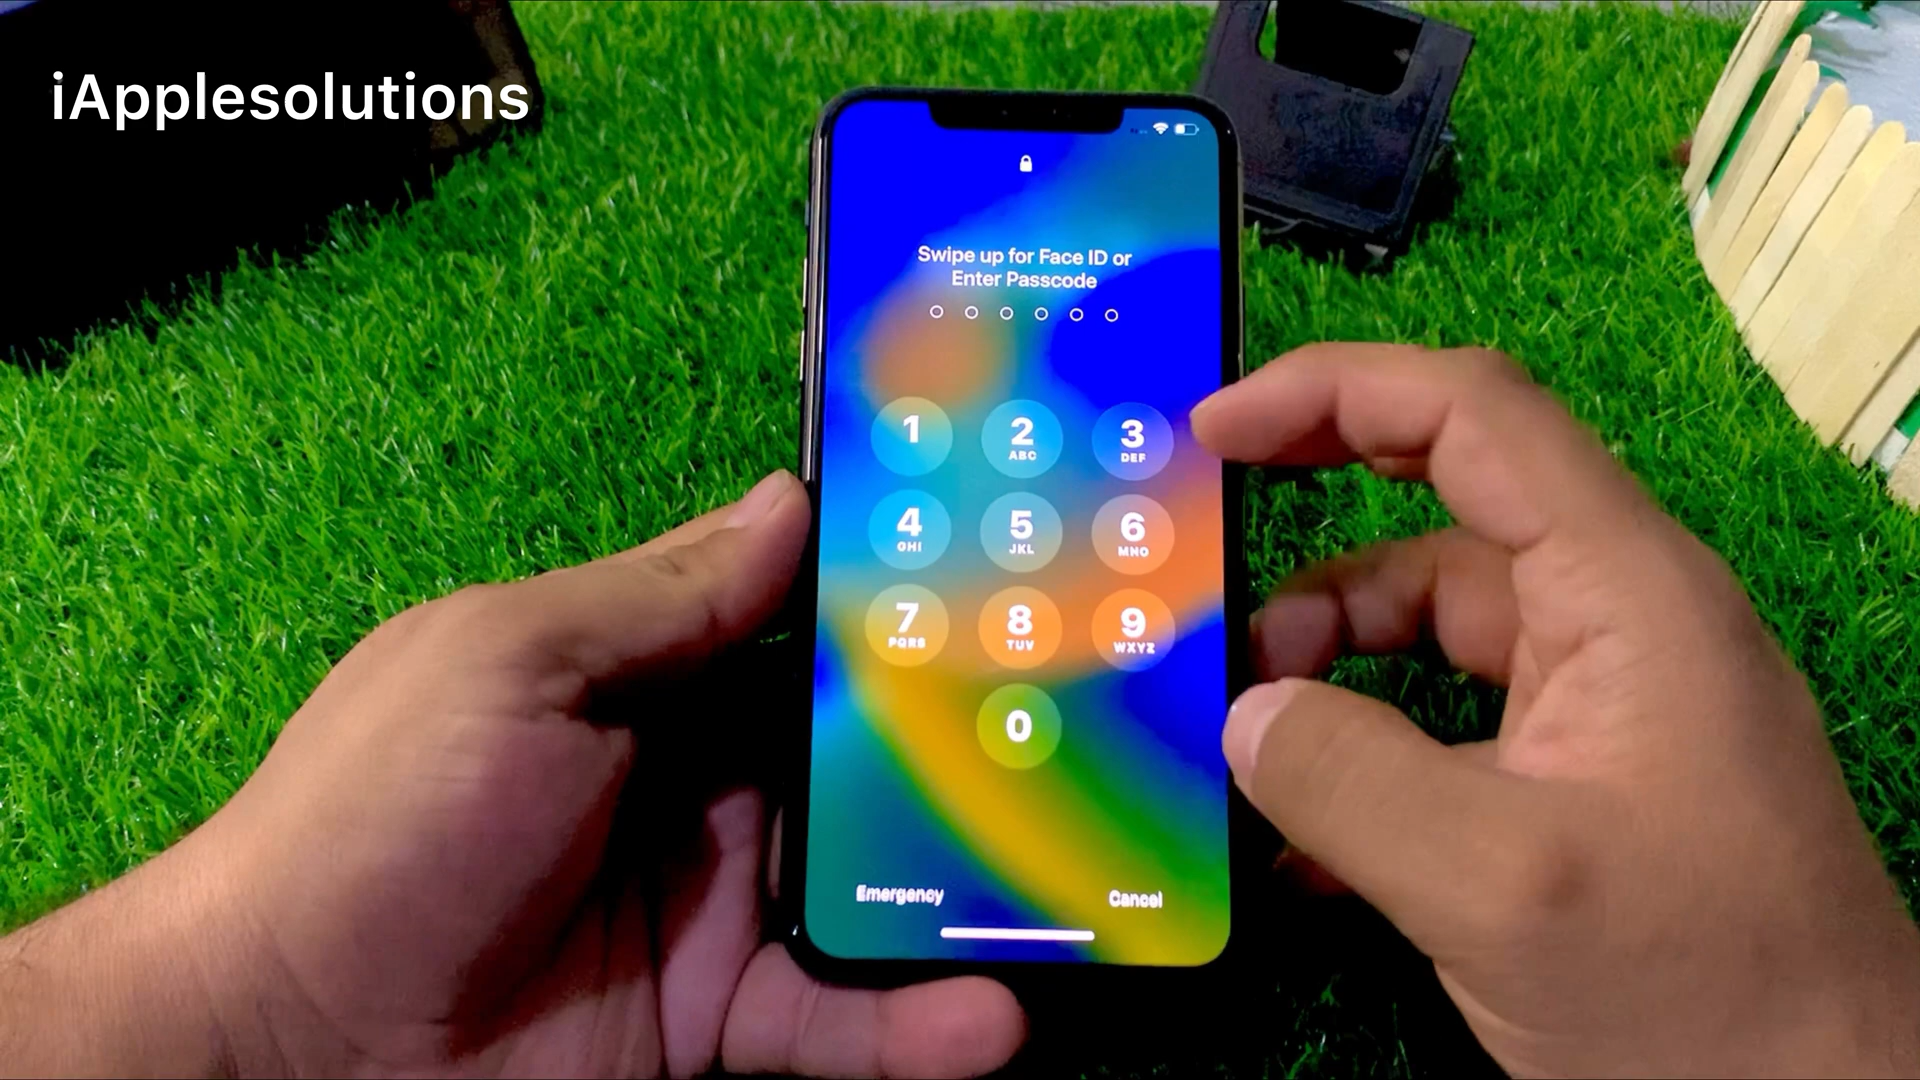 iApplesolutions
Swipe up for Face ID or
Enter Passcode
1
2
ABC
3
DEF
4
GHI
5
JKL
6
MNO
7
PQRS
8
TUV
9
WXYZ
0
Emergency
Cancel